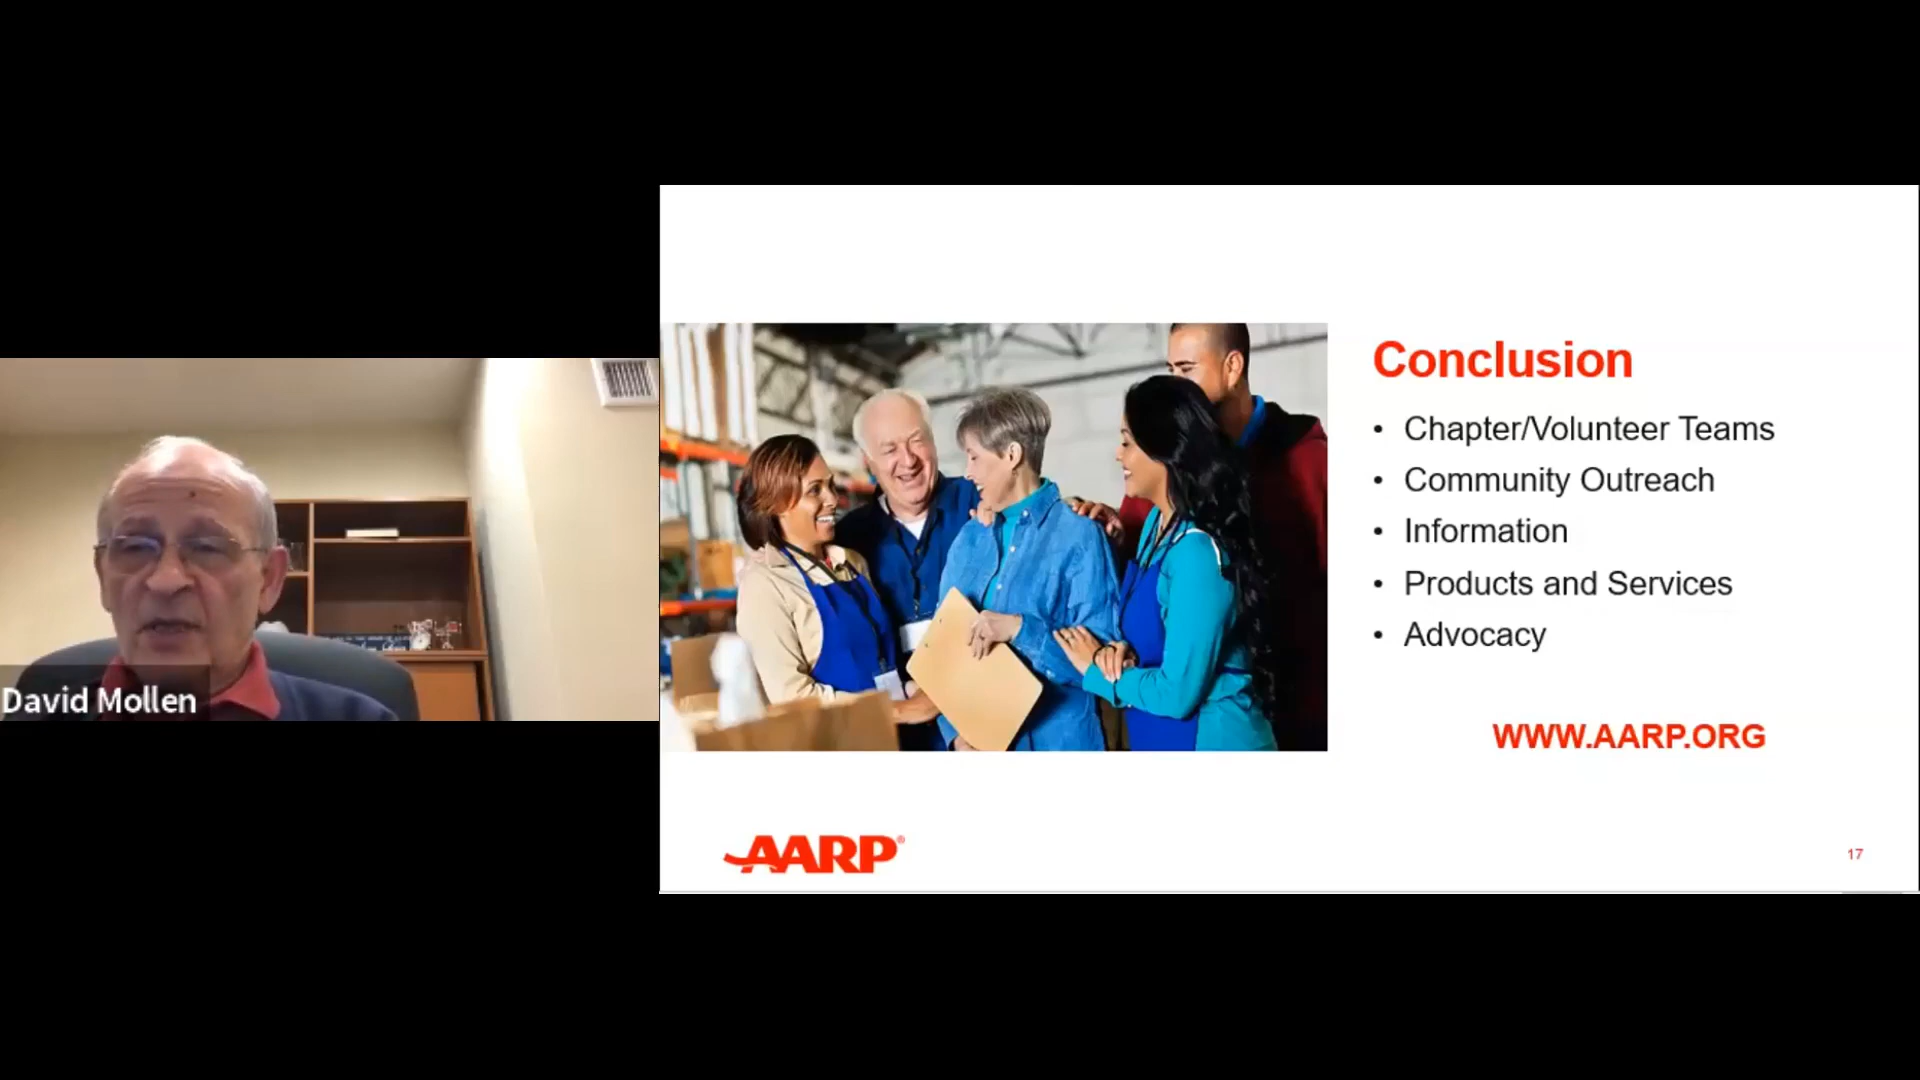 David Mollen
Conclusion
• Chapter/Volunteer Teams
• Community Outreach
• Information
• Products and Services
• Advocacy
WWW.AARP.ORG
AARP®
17